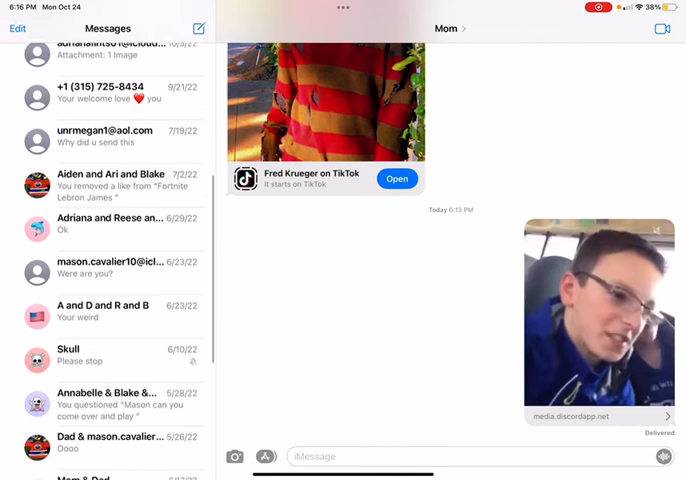 6:16 PM Mon Oct 24
38%
Edit
Messages
Mom
10/3/22
Attachment: 1 Image
+1 (315) 725-8434
9/21/22
Your welcome love ❤️ you
unrmegan1@aol.com
7/19/22
Why did u send this
Aiden and Ari and Blake
7/2/22
You removed a like from “Fortnite
Lebron James ”
Adriana and Reese an...
6/29/22
Ok
mason.cavalier10@icl...
6/23/22
Were are you?
A and D and R and B
6/23/22
Your weird
Skull
6/10/22
Please stop
Annabelle & Blake &...
5/28/22
You questioned “Mason can you
come over and play ”
Dad & mason.cavalier...
5/26/22
Oooo
Fred Krueger on TikTok
It starts on TikTok
Open
Today 6:13 PM
media.discordapp.net
Delivered
iMessage